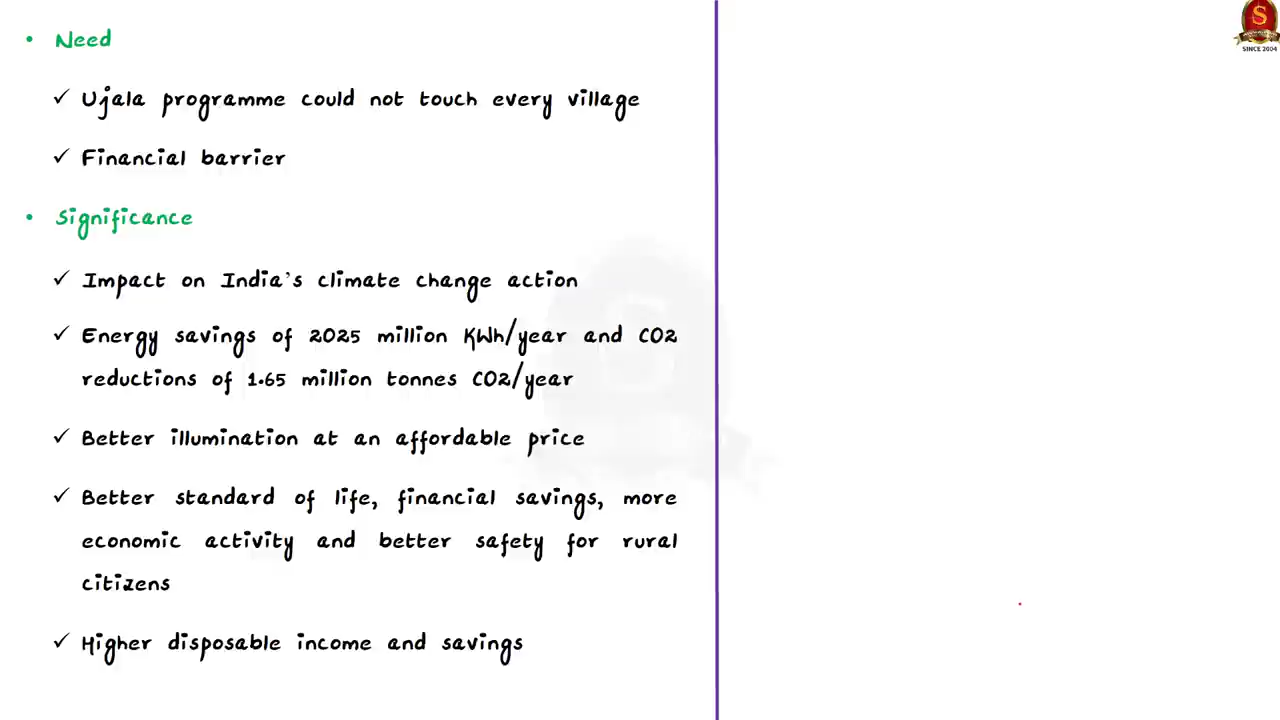 • Need
✓ Ujala programme could not touch every village
✓ Financial barrier
• Significance
✓ Impact on India's climate change action
✓ Energy savings of 2025 million KWh/year and CO2
reductions of 1.65 million tonnes CO2/year
✓ Better illumination at an affordable price
✓ Better standard of life, financial savings, more
economic activity and better safety for rural
citizens
✓ Higher disposable income and savings
S
SINCE 2004